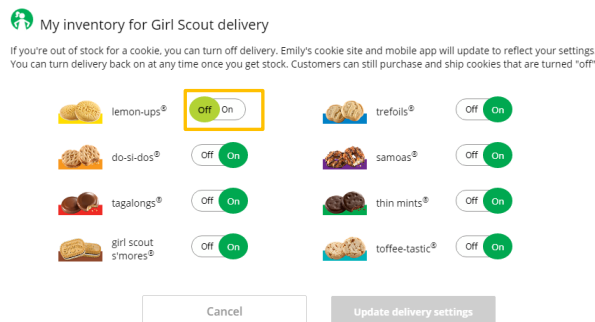 My inventory for Girl Scout delivery
If you're out of stock for a cookie, you can turn off delivery. Emily's cookie site and mobile app will update to reflect your settings
You can turn delivery back on at any time once you get stock. Customers can still purchase and ship cookies that are turned "off"
lemon-ups® Off On
trefoils® Off On
do-si-dos® Off On
samoas® Off On
tagalongs® Off On
thin mints® Off On
girl scout
s'mores® Off On
toffee-tastic® Off On
Cancel
Update delivery settings